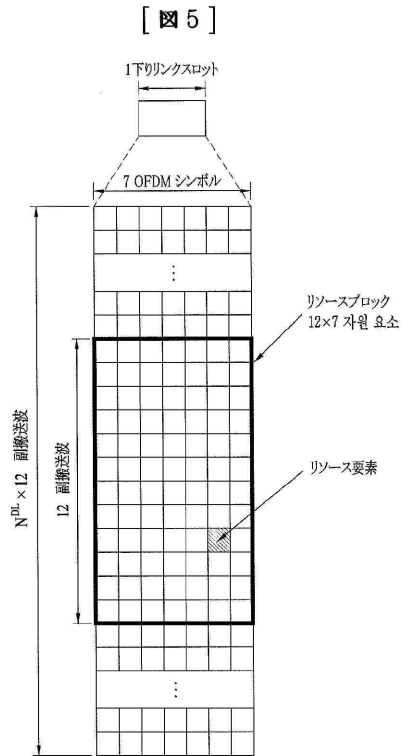 [図5]
1下りリンクスロット
7 OFDM シンボル
⋮
リソースブロック
12×7 자원 요소
N^DL × 12 副搬送波
12 副搬送波
リソース要素
⋮